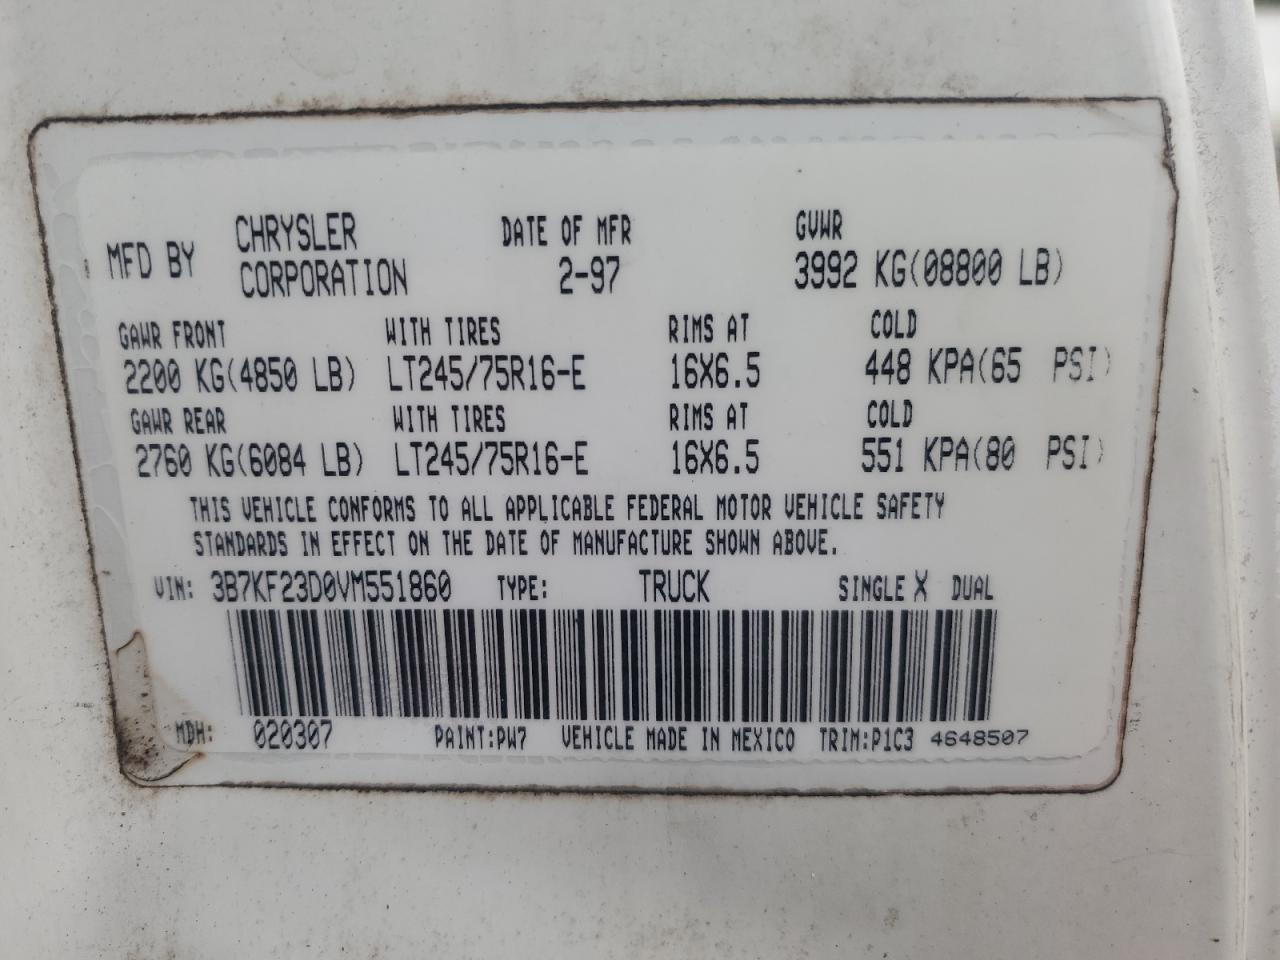 MFD BY CHRYSLER CORPORATION DATE OF MFR 2-97 GVWR 3992 KG(08800 LB)
GAWR FRONT WITH TIRES RIMS AT COLD
2200 KG(4850 LB) LT245/75R16-E 16X6.5 448 KPA(65 PSI)
GAWR REAR WITH TIRES RIMS AT COLD
2760 KG(6084 LB) LT245/75R16-E 16X6.5 551 KPA(80 PSI)
THIS VEHICLE CONFORMS TO ALL APPLICABLE FEDERAL MOTOR VEHICLE SAFETY
STANDARDS IN EFFECT ON THE DATE OF MANUFACTURE SHOWN ABOVE.
VIN: 3B7KF23D0VM551860 TYPE: TRUCK SINGLE X DUAL
MDH: 020307 PAINT:PW7 VEHICLE MADE IN MEXICO TRIM:P1C3 4648507